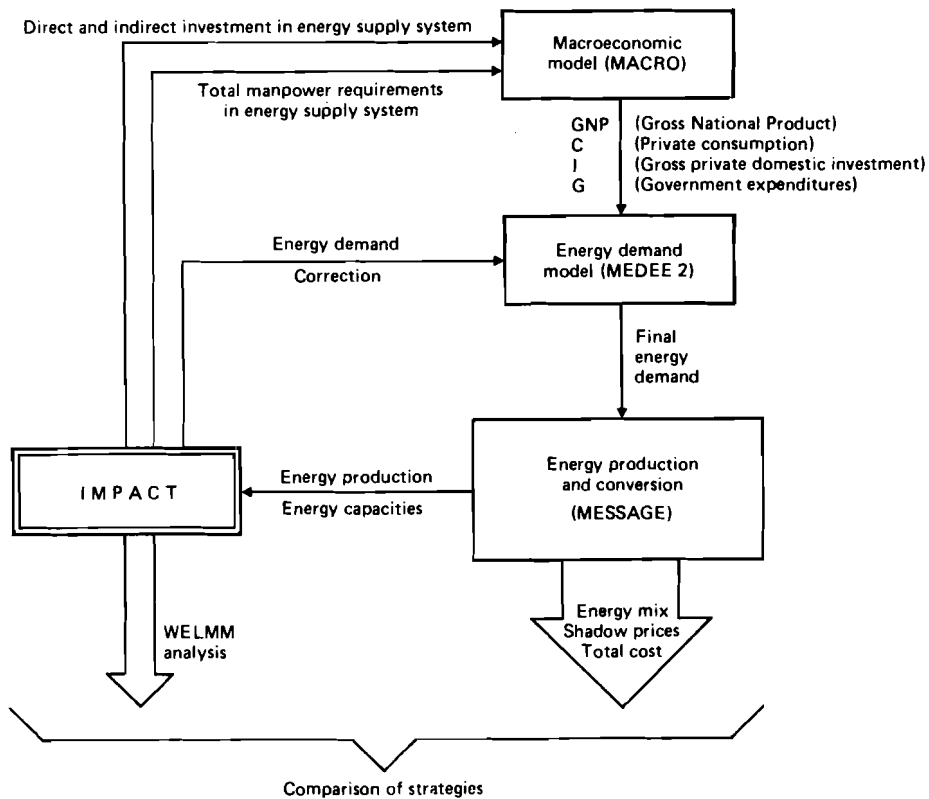 Direct and indirect investment in energy supply system
Macroeconomic
model (MACRO)
Total manpower requirements
in energy supply system
GNP (Gross National Product)
C (Private consumption)
I (Gross private domestic investment)
G (Government expenditures)
Energy demand
Correction
Energy demand
model (MEDEE 2)
Final
energy
demand
IMPACT
Energy production
Energy capacities
Energy production
and conversion
(MESSAGE)
WELMM
analysis
Energy mix
Shadow prices
Total cost
Comparison of strategies